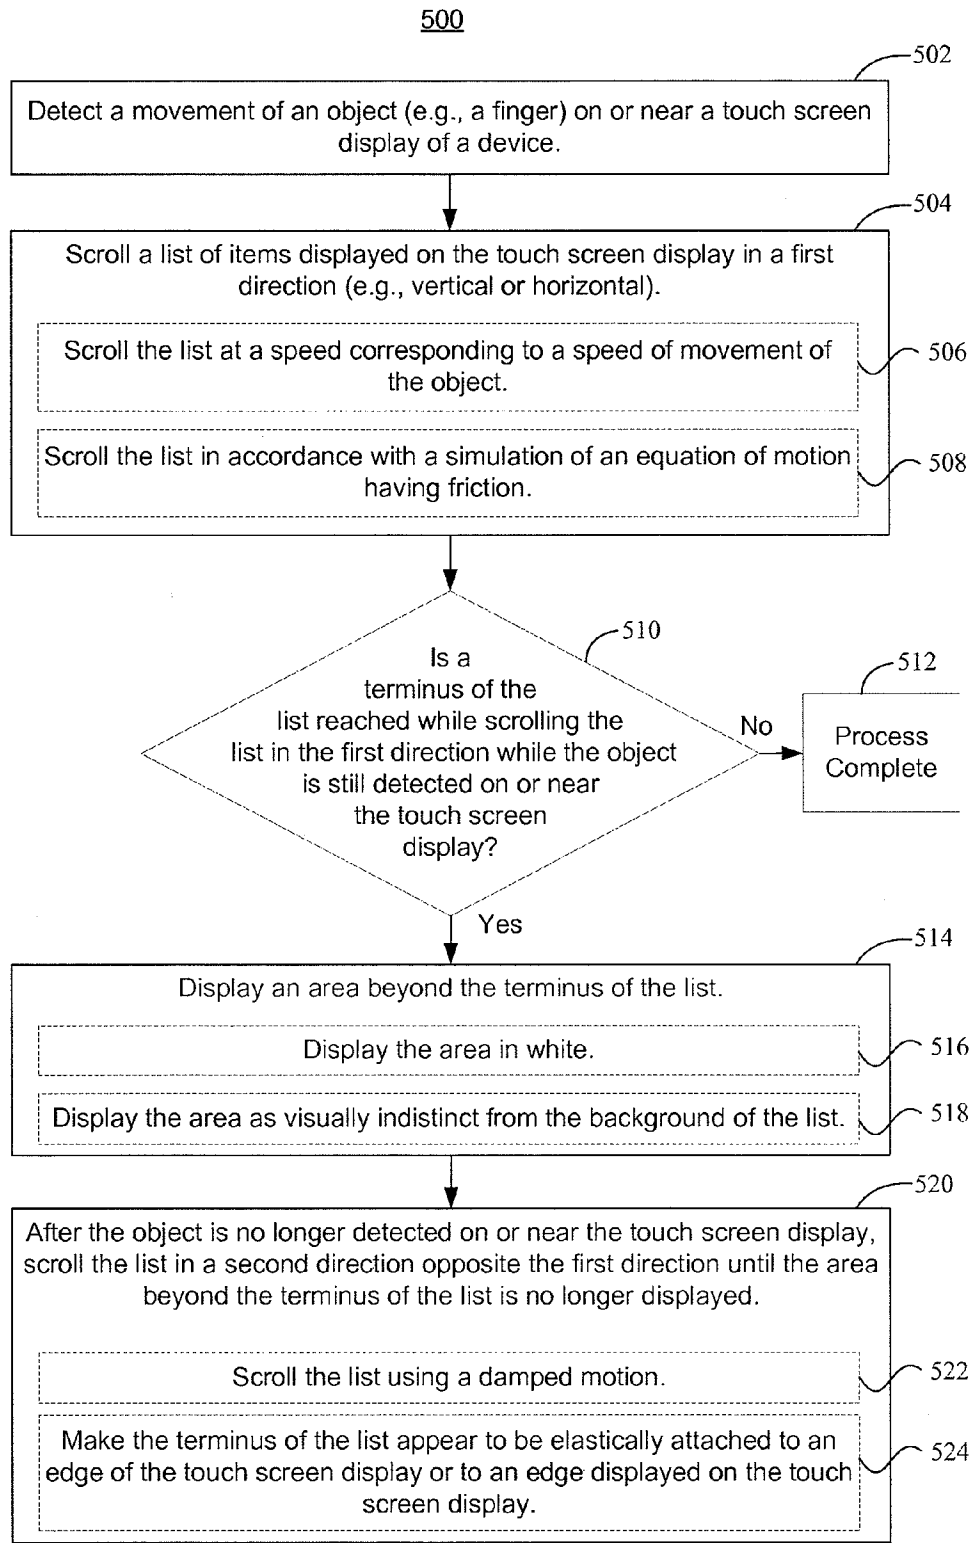 500
502
Detect a movement of an object (e.g., a finger) on or near a touch screen
display of a device.
504
Scroll a list of items displayed on the touch screen display in a first
direction (e.g., vertical or horizontal).
Scroll the list at a speed corresponding to a speed of movement of
the object.
506
Scroll the list in accordance with a simulation of an equation of motion
having friction.
508
510
Is a
terminus of the
list reached while scrolling the
list in the first direction while the object
is still detected on or near
the touch screen
display?
No
512
Process
Complete
Yes
514
Display an area beyond the terminus of the list.
Display the area in white.
516
Display the area as visually indistinct from the background of the list.
518
520
After the object is no longer detected on or near the touch screen display,
scroll the list in a second direction opposite the first direction until the area
beyond the terminus of the list is no longer displayed.
Scroll the list using a damped motion.
522
Make the terminus of the list appear to be elastically attached to an
edge of the touch screen display or to an edge displayed on the touch
screen display.
524